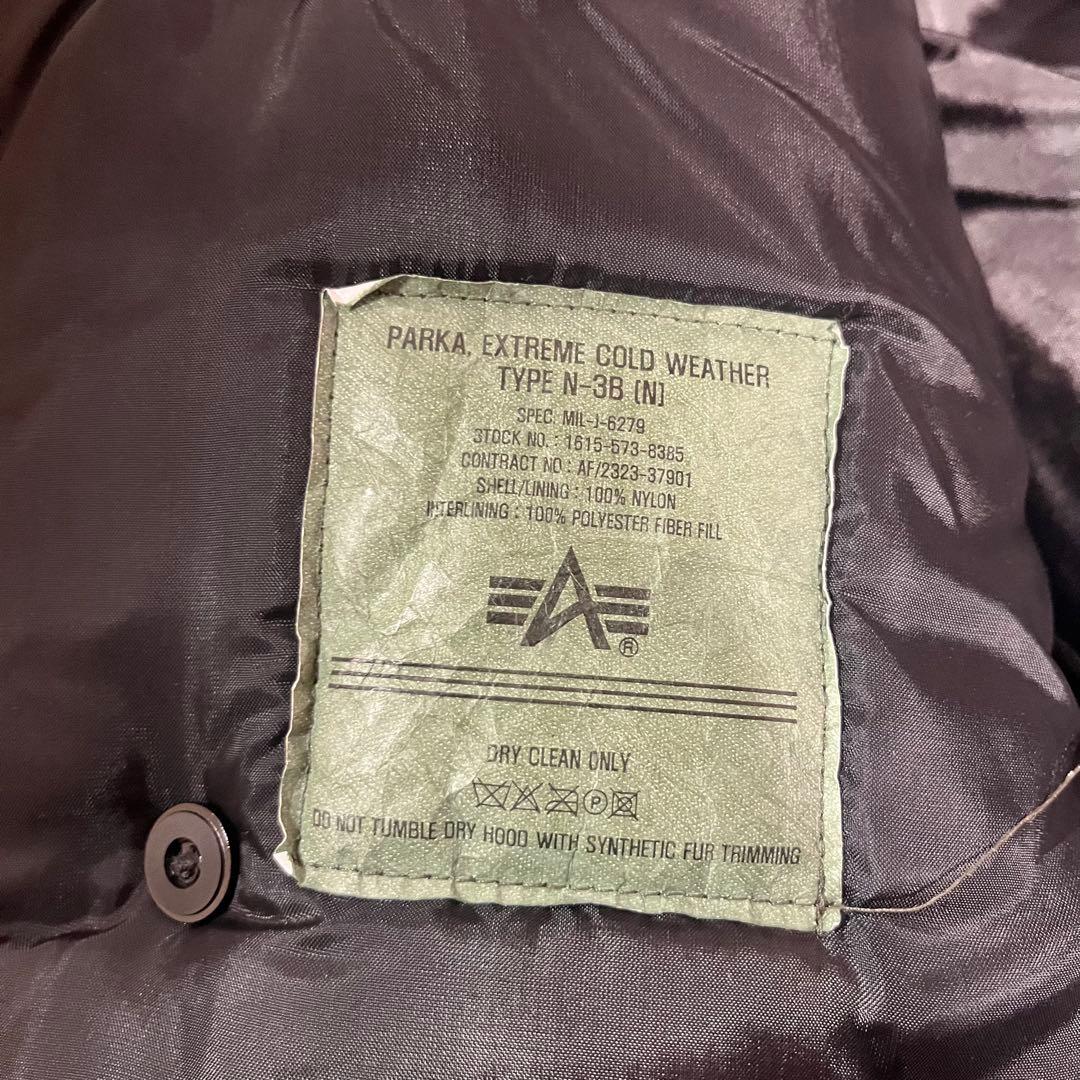 PARKA, EXTREME COLD WEATHER
TYPE N-3B (N)
SPEC. MIL-J-6279
STOCK NO. : 1615-573-8385
CONTRACT NO : AF/2323-37901
SHELL/LINING : 100% NYLON
INTERLINING : 100% POLYESTER FIBER FILL
A
®
DRY CLEAN ONLY
P
DO NOT TUMBLE DRY HOOD WITH SYNTHETIC FUR TRIMMING